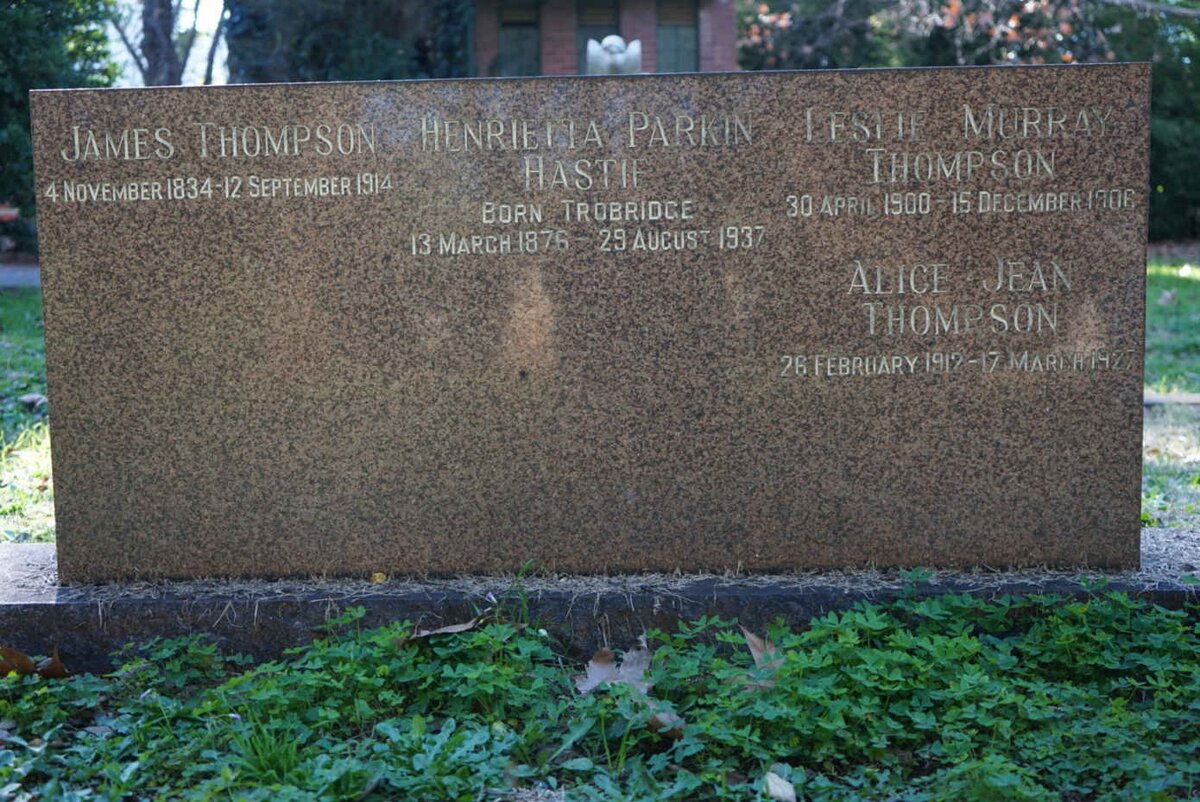 JAMES THOMPSON
4 NOVEMBER 1834-12 SEPTEMBER 1914
HENRIETTA PARKIN
HASTIE
BORN TROBRIDGE
13 MARCH 1876 - 29 AUGUST 1937
LESLIE MURRAY
THOMPSON
30 APRIL 1900 - 15 DECEMBER 1906
ALICE JEAN
THOMPSON
26 FEBRUARY 1912-17 MARCH 1927